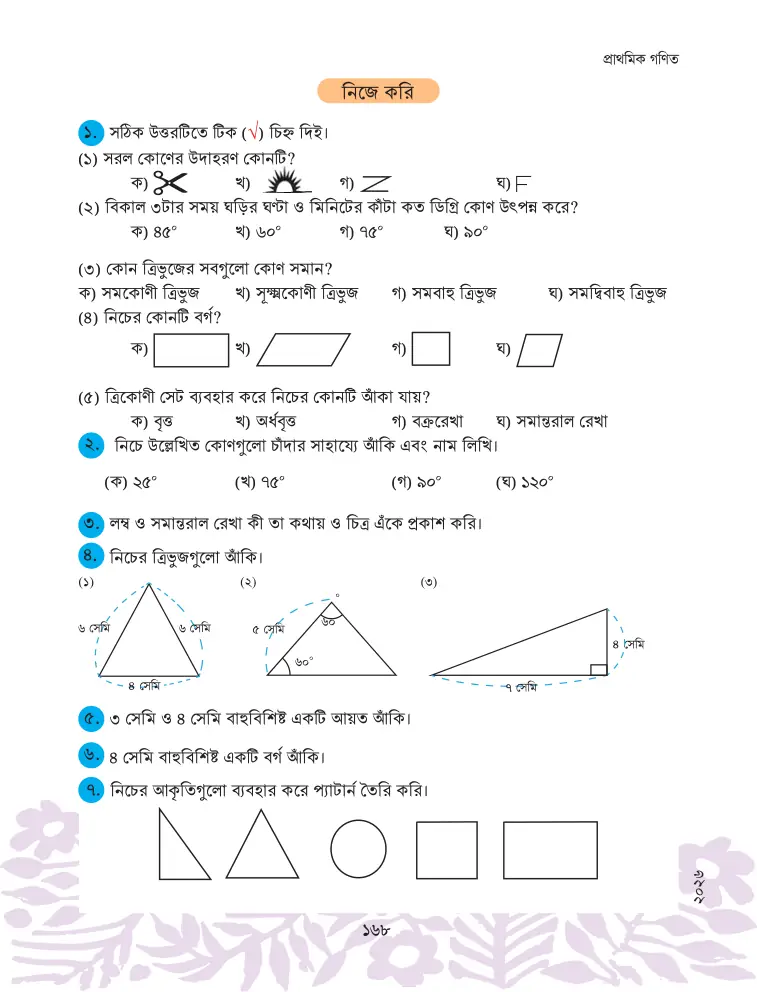 প্রাথমিক গণিত
নিজে করি
১. সঠিক উত্তরটিতে টিক (√) চিহ্ন দিই।
(১) সরল কোণের উদাহরণ কোনটি?
ক) খ) গ) ঘ)
(২) বিকাল ৩টার সময় ঘড়ির ঘণ্টা ও মিনিটের কাঁটা কত ডিগ্রি কোণ উৎপন্ন করে?
ক) ৪৫° খ) ৬০° গ) ৭৫° ঘ) ৯০°
(৩) কোন ত্রিভুজের সবগুলো কোণ সমান?
ক) সমকোণী ত্রিভুজ খ) সূক্ষ্মকোণী ত্রিভুজ গ) সমবাহু ত্রিভুজ ঘ) সমদ্বিবাহু ত্রিভুজ
(৪) নিচের কোনটি বর্গ?
ক) খ) গ) ঘ)
(৫) ত্রিকোণী সেট ব্যবহার করে নিচের কোনটি আঁকা যায়?
ক) বৃত্ত খ) অর্ধবৃত্ত গ) বক্ররেখা ঘ) সমান্তরাল রেখা
২. নিচে উল্লেখিত কোণগুলো চাঁদার সাহায্যে আঁকি এবং নাম লিখি।
(ক) ২৫° (খ) ৭৫° (গ) ৯০° (ঘ) ১২০°
৩. লম্ব ও সমান্তরাল রেখা কী তা কথায় ও চিত্র এঁকে প্রকাশ করি।
৪. নিচের ত্রিভুজগুলো আঁকি।
(১) (২) (৩)
৬ সেমি ৬ সেমি ৫ সেমি ৬০°
৪ সেমি
৬০°
৪ সেমি ৭ সেমি
৫. ৩ সেমি ও ৪ সেমি বাহুবিশিষ্ট একটি আয়ত আঁকি।
৬. ৪ সেমি বাহুবিশিষ্ট একটি বর্গ আঁকি।
৭. নিচের আকৃতিগুলো ব্যবহার করে প্যাটার্ন তৈরি করি।
২০২৬
১৬৮